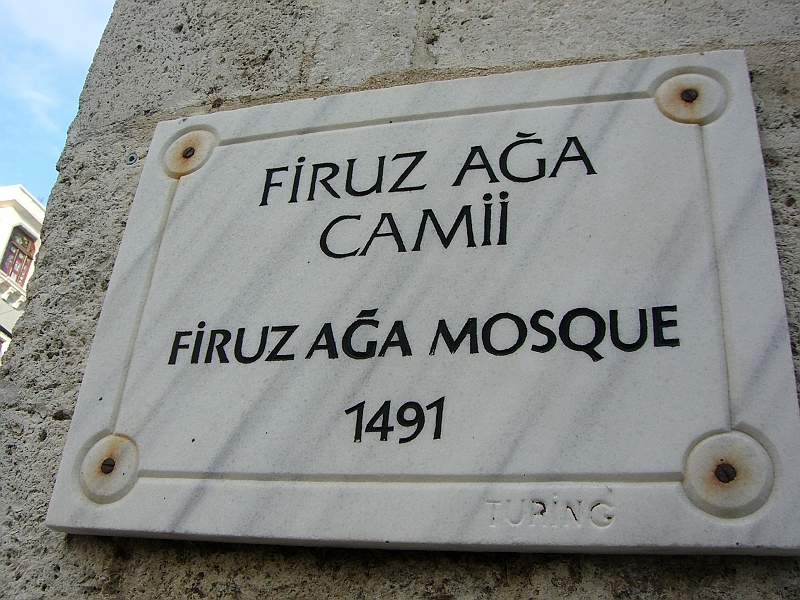 FİRUZ AĞA
CAMİİ
FİRUZ AĞA MOSQUE
1491
TURİNG